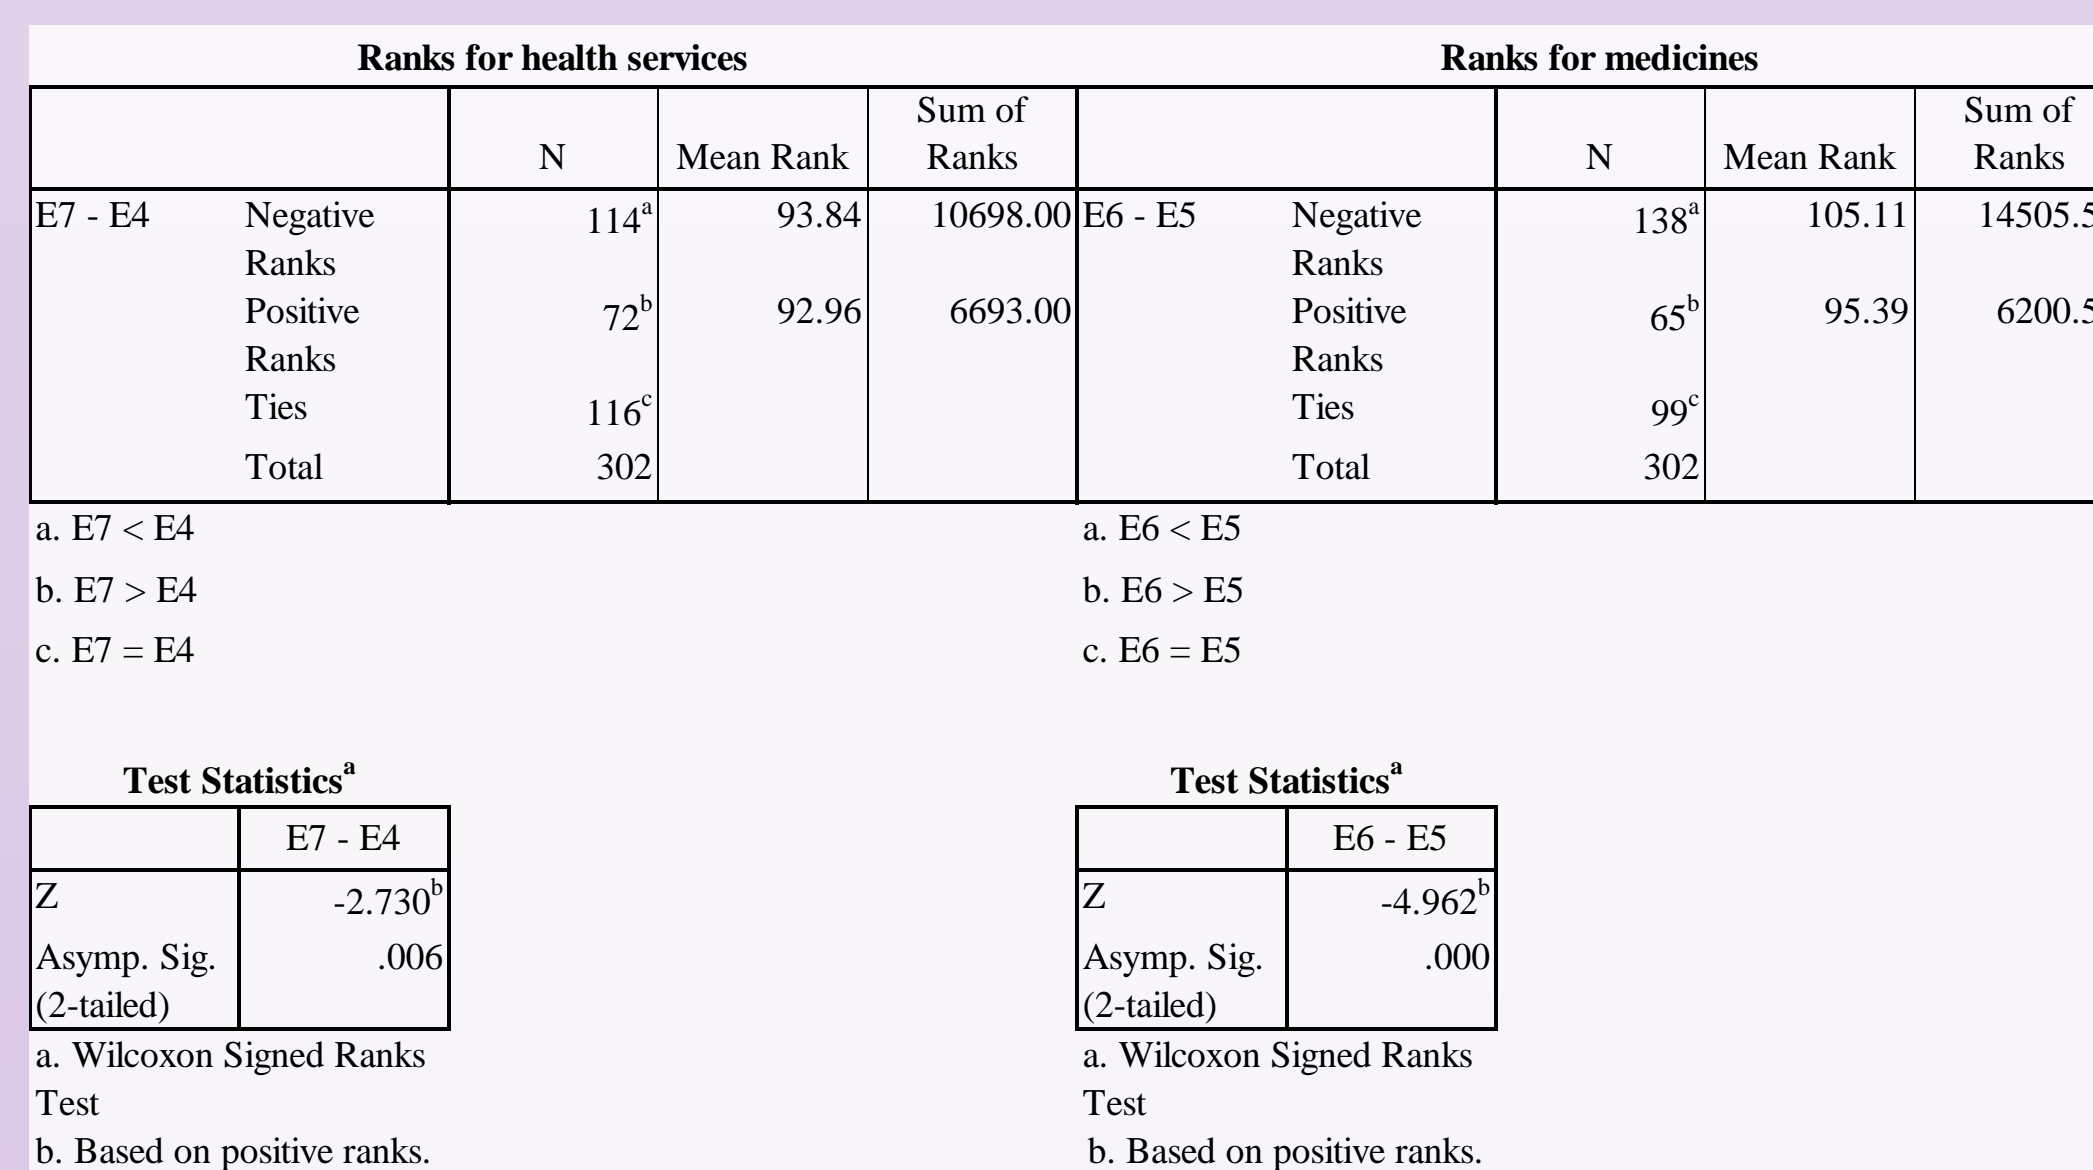 Ranks for health services
N Mean Rank Sum of Ranks
E7 - E4 Negative Ranks 114a 93.84 10698.00
Positive Ranks 72b 92.96 6693.00
Ties 116c
Total 302
a. E7 < E4
b. E7 > E4
c. E7 = E4
Test Statisticsa
E7 - E4
Z -2.730b
Asymp. Sig. (2-tailed) .006
a. Wilcoxon Signed Ranks
Test
b. Based on positive ranks.
Ranks for medicines
N Mean Rank Sum of Ranks
E6 - E5 Negative Ranks 138a 105.11 14505.5
Positive Ranks 65b 95.39 6200.5
Ties 99c
Total 302
a. E6 < E5
b. E6 > E5
c. E6 = E5
Test Statisticsa
E6 - E5
Z -4.962b
Asymp. Sig. (2-tailed) .000
a. Wilcoxon Signed Ranks
Test
b. Based on positive ranks.